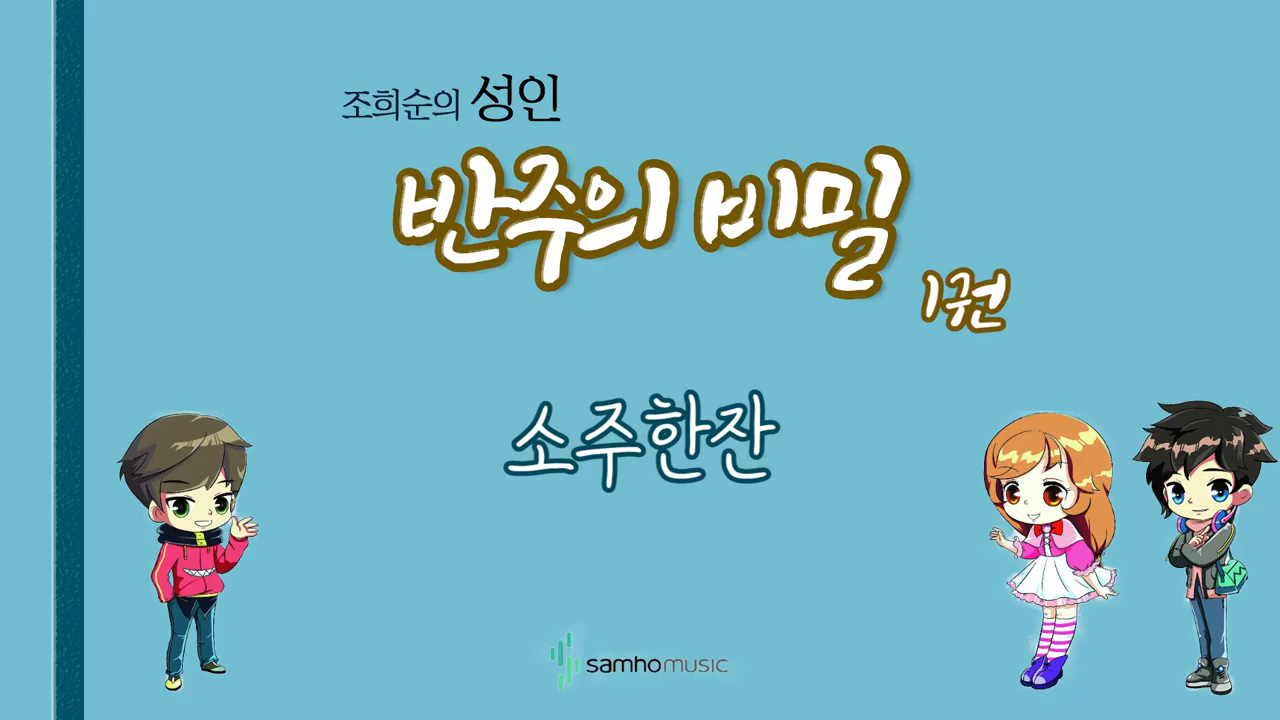 조희순의 성인
반주의 비밀
1권
소주한잔
samhomusic